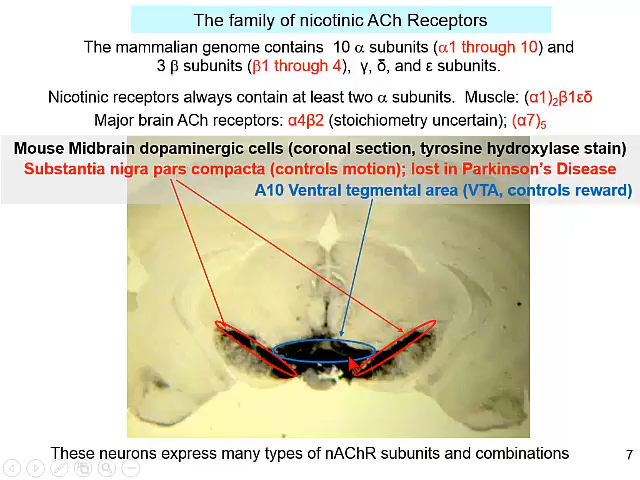 The family of nicotinic ACh Receptors
The mammalian genome contains 10 α subunits (α1 through 10) and
3 β subunits (β1 through 4), γ, δ, and ε subunits.
Nicotinic receptors always contain at least two α subunits. Muscle: (α1)₂β1εδ
Major brain ACh receptors: α4β2 (stoichiometry uncertain); (α7)₅
Mouse Midbrain dopaminergic cells (coronal section, tyrosine hydroxylase stain)
Substantia nigra pars compacta (controls motion); lost in Parkinson's Disease
A10 Ventral tegmental area (VTA, controls reward)
These neurons express many types of nAChR subunits and combinations
7